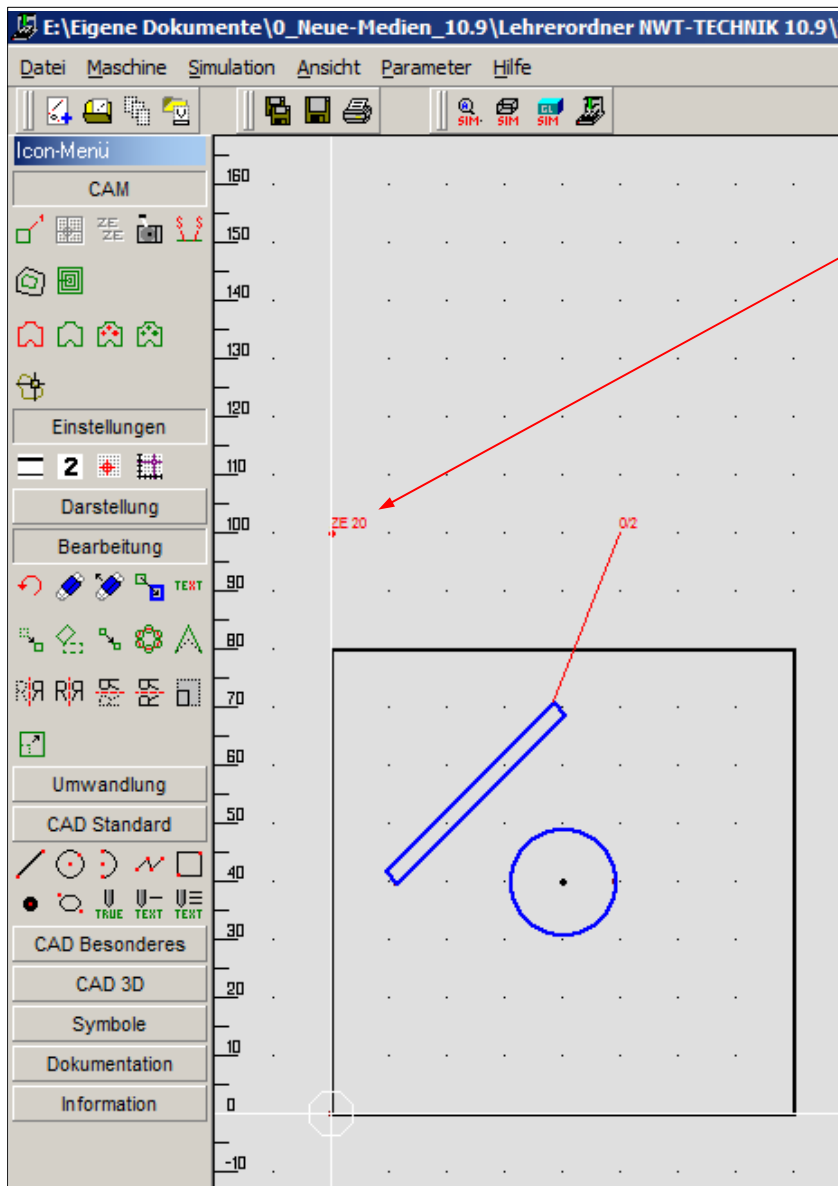 E:\Eigene Dokumente\0_Neue-Medien_10.9\Lehrerordner NWT-TECHNIK 10.9\
Datei Maschine Simulation Ansicht Parameter Hilfe
SIM SIM GL SIM
Icon-Menü
CAM
ZE
ZE
S S
Einstellungen
2
Darstellung
Bearbeitung
TEXT
R R
Umwandlung
CAD Standard
TRUE TEXT TEXT
CAD Besonderes
CAD 3D
Symbole
Dokumentation
Information
160
150
140
130
120
110
100
90
80
70
60
50
40
30
20
10
0
-10
ZE 20
0/2